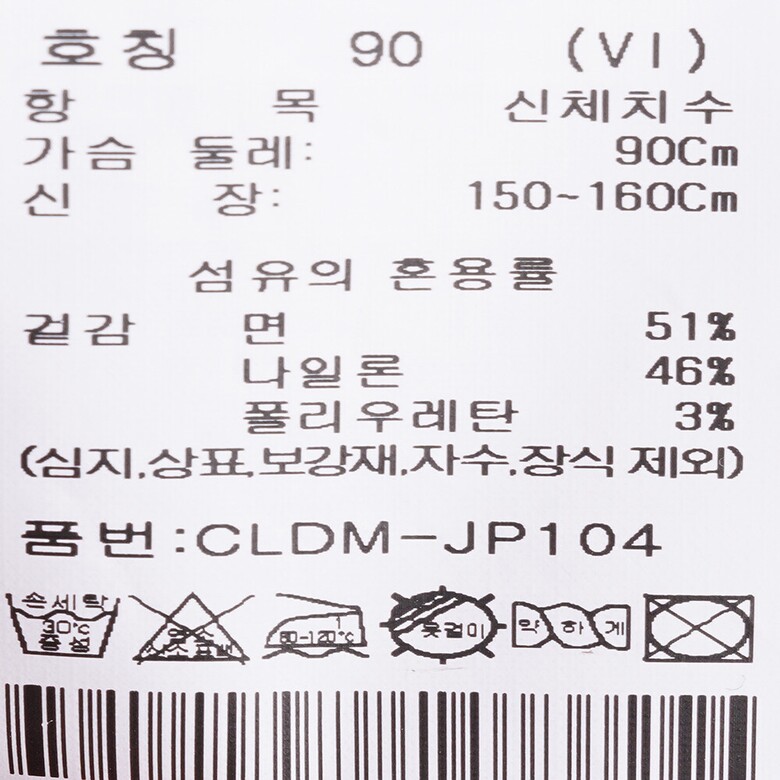 호칭 90 (VI)
항 목 신체치수
가슴 둘레: 90Cm
신 장: 150~160Cm
섬유의 혼용률
겉감 면 51%
나일론 46%
폴리우레탄 3%
(심지,상표,보강재,자수,장식 제외)
품번:CLDM-JP104
손세탁 80-120℃ 옷걸이 약하게
30℃
중성